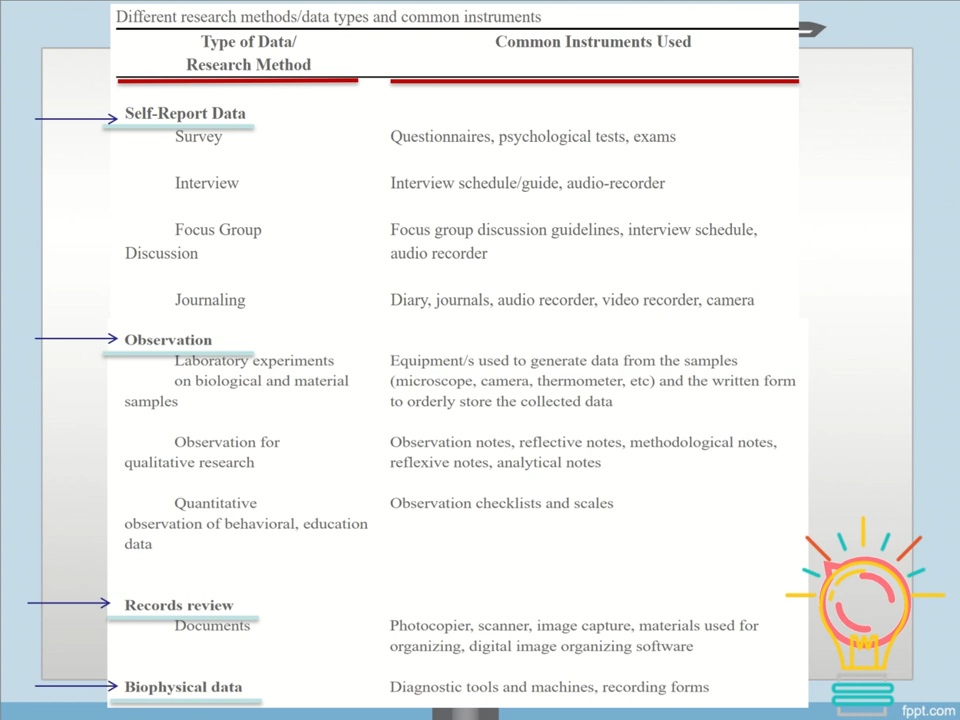 Different research methods/data types and common instruments
Type of Data/
Research Method
Common Instruments Used
Self-Report Data
Survey
Questionnaires, psychological tests, exams
Interview
Interview schedule/guide, audio-recorder
Focus Group
Discussion
Focus group discussion guidelines, interview schedule,
audio recorder
Journaling
Diary, journals, audio recorder, video recorder, camera
Observation
Laboratory experiments
on biological and material
samples
Equipment/s used to generate data from the samples
(microscope, camera, thermometer, etc) and the written form
to orderly store the collected data
Observation for
qualitative research
Observation notes, reflective notes, methodological notes,
reflexive notes, analytical notes
Quantitative
observation of behavioral, education
data
Observation checklists and scales
Records review
Documents
Photocopier, scanner, image capture, materials used for
organizing, digital image organizing software
Biophysical data
Diagnostic tools and machines, recording forms
fppt.com